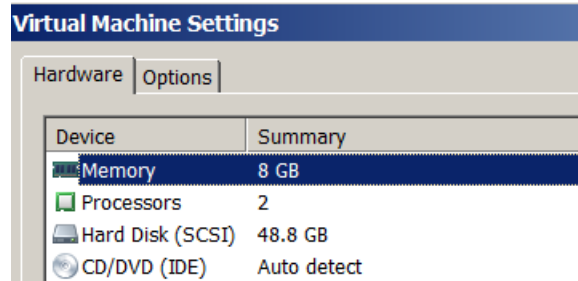 Virtual Machine Settings
Hardware Options
Device Summary
Memory 8 GB
Processors 2
Hard Disk (SCSI) 48.8 GB
CD/DVD (IDE) Auto detect